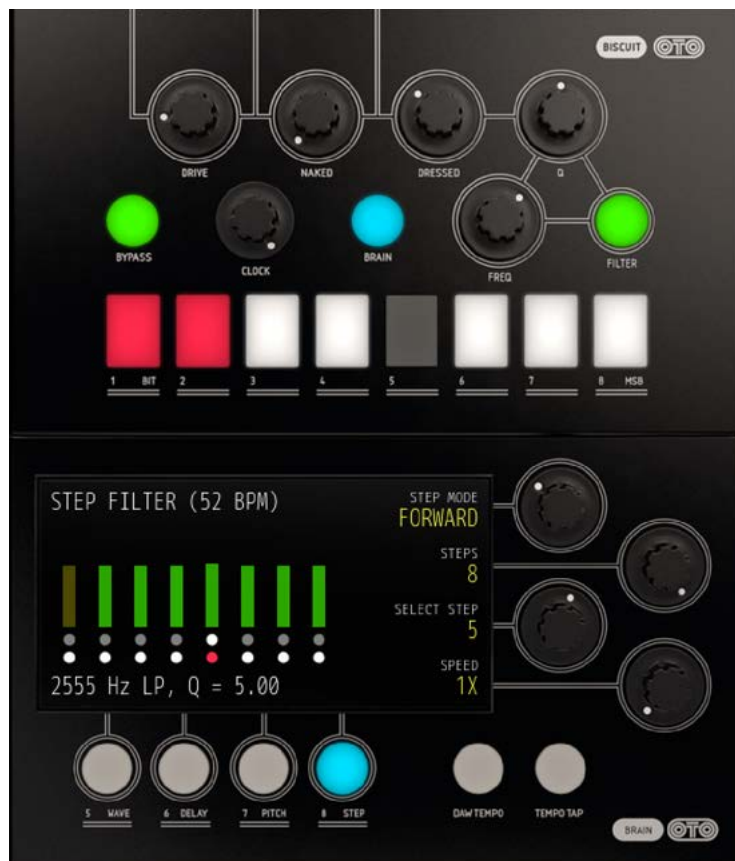 BISCUIT OTO
DRIVE NAKED DRESSED Q
BYPASS CLOCK BRAIN FREQ FILTER
1 BIT 2 3 4 5 6 7 8 MSB
STEP FILTER (52 BPM)
STEP MODE
FORWARD
STEPS
8
SELECT STEP
5
SPEED
1X
2555 Hz LP, Q = 5.00
5 WAVE 6 DELAY 7 PITCH 8 STEP DAW TEMPO TEMPO TAP
BRAIN OTO